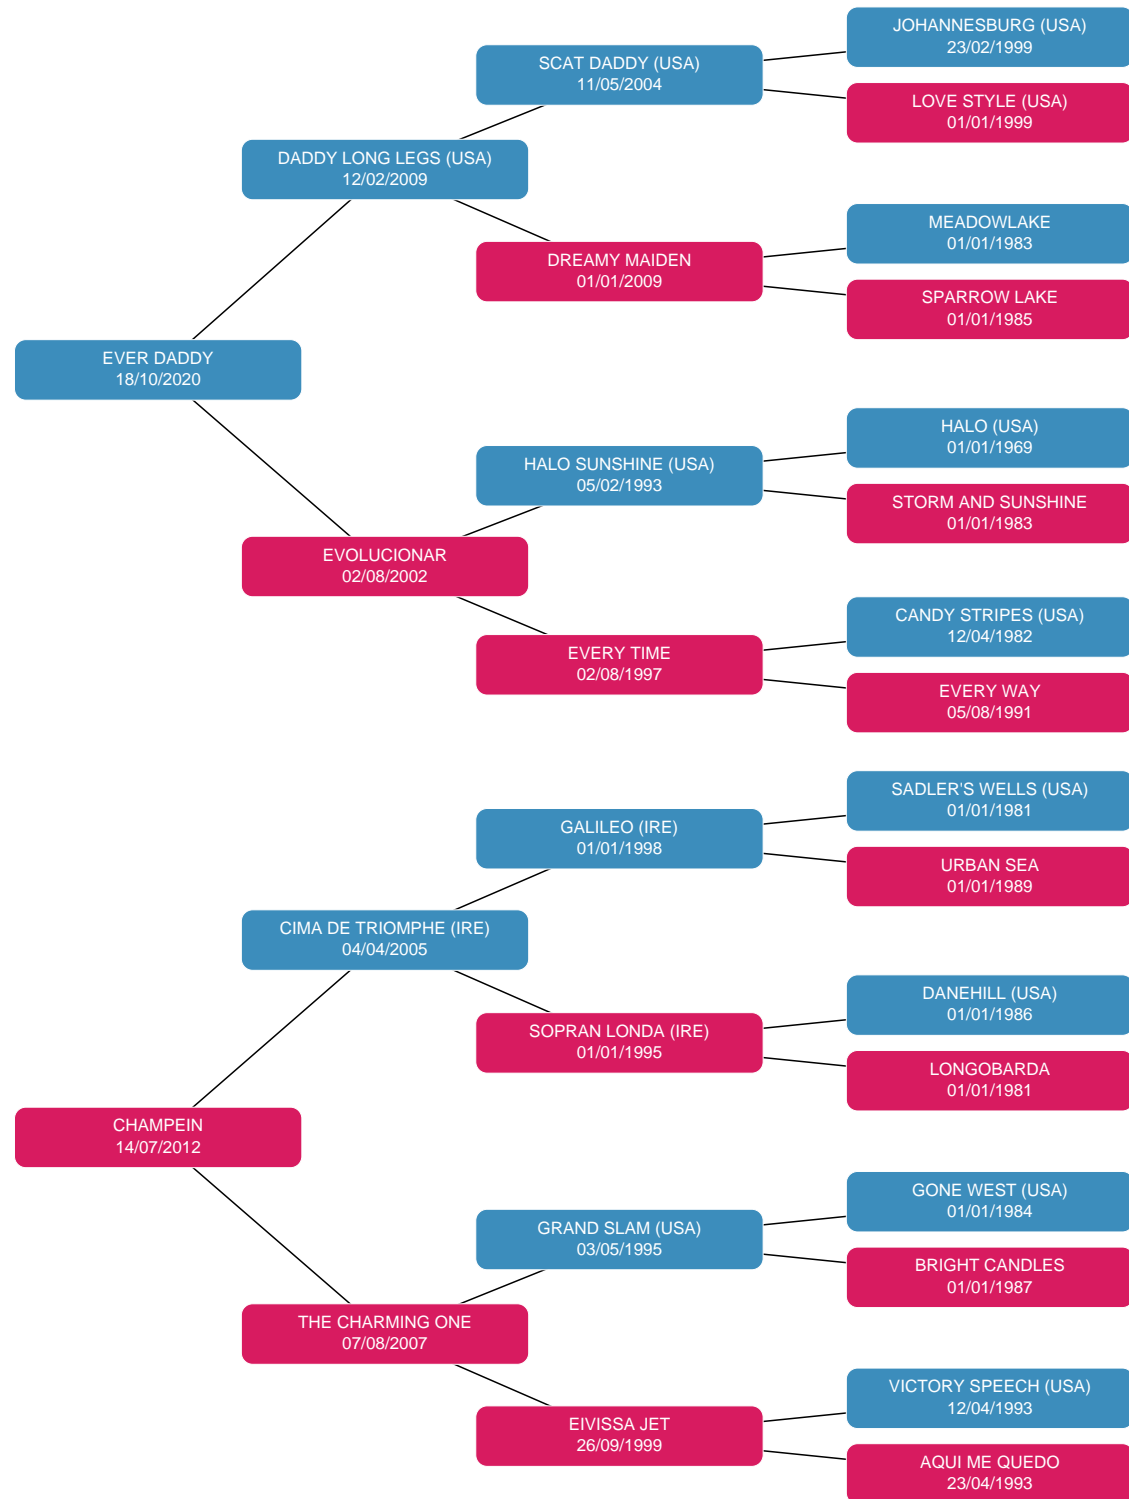 JOHANNESBURG (USA)
23/02/1999
SCAT DADDY (USA)
11/05/2004
LOVE STYLE (USA)
01/01/1999
DADDY LONG LEGS (USA)
12/02/2009
MEADOWLAKE
01/01/1983
DREAMY MAIDEN
01/01/2009
SPARROW LAKE
01/01/1985
EVER DADDY
18/10/2020
HALO (USA)
01/01/1969
HALO SUNSHINE (USA)
05/02/1993
STORM AND SUNSHINE
01/01/1983
EVOLUCIONAR
02/08/2002
CANDY STRIPES (USA)
12/04/1982
EVERY TIME
02/08/1997
EVERY WAY
05/08/1991
SADLER'S WELLS (USA)
01/01/1981
GALILEO (IRE)
01/01/1998
URBAN SEA
01/01/1989
CIMA DE TRIOMPHE (IRE)
04/04/2005
DANEHILL (USA)
01/01/1986
SOPRAN LONDA (IRE)
01/01/1995
LONGOBARDA
01/01/1981
CHAMPEIN
14/07/2012
GONE WEST (USA)
01/01/1984
GRAND SLAM (USA)
03/05/1995
BRIGHT CANDLES
01/01/1987
THE CHARMING ONE
07/08/2007
VICTORY SPEECH (USA)
12/04/1993
EIVISSA JET
26/09/1999
AQUI ME QUEDO
23/04/1993